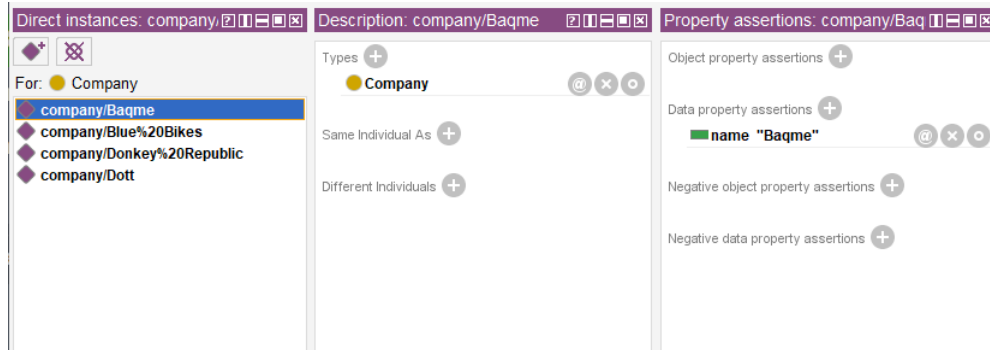 Direct instances: company/
For: Company
company/Baqme
company/Blue%20Bikes
company/Donkey%20Republic
company/Dott
Description: company/Baqme
Types
Company
Same Individual As
Different Individuals
Property assertions: company/Baq
Object property assertions
Data property assertions
name "Baqme"
Negative object property assertions
Negative data property assertions